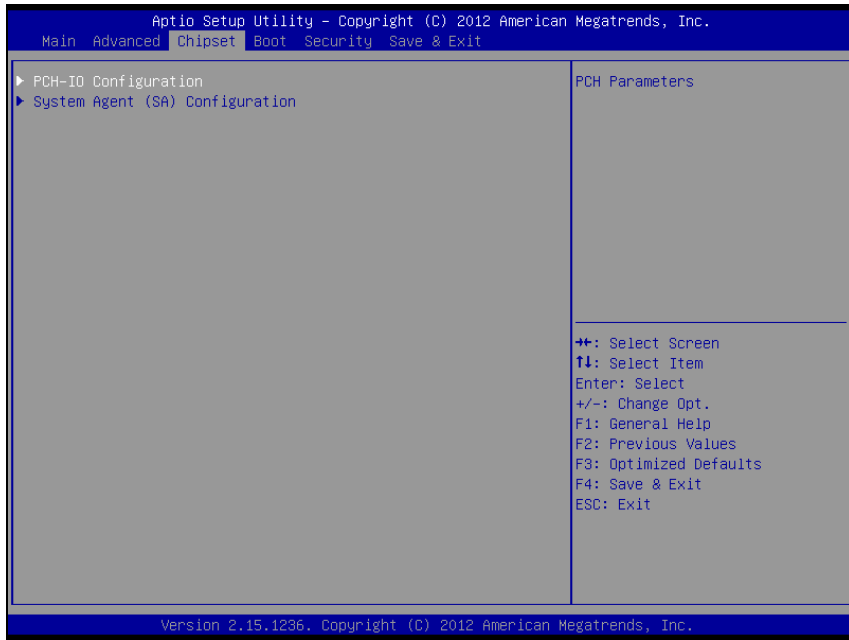 Aptio Setup Utility – Copyright (C) 2012 American Megatrends, Inc.
Main Advanced Chipset Boot Security Save & Exit
▶ PCH-IO Configuration
▶ System Agent (SA) Configuration
PCH Parameters
→←: Select Screen
↑↓: Select Item
Enter: Select
+/-: Change Opt.
F1: General Help
F2: Previous Values
F3: Optimized Defaults
F4: Save & Exit
ESC: Exit
Version 2.15.1236. Copyright (C) 2012 American Megatrends, Inc.